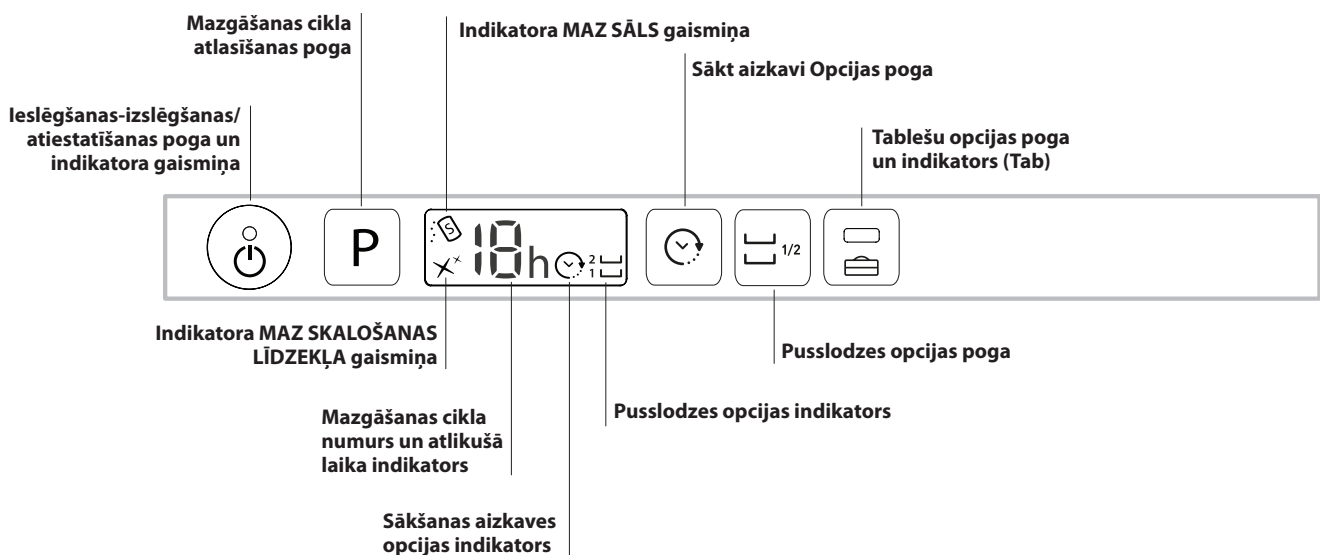 Mazgāšanas cikla
atlasīšanas poga
Indikatora MAZ SĀLS gaismiņa
Sākt aizkavi Opcijas poga
Ieslēgšanas-izslēgšanas/
atiestatīšanas poga un
indikatora gaismiņa
Tablešu opcijas poga
un indikators (Tab)
P
S
18h
2
1
1/2
Indikatora MAZ SKALOŠANAS
LĪDZEKĻA gaismiņa
Pusslodzes opcijas poga
Mazgāšanas cikla
numurs un atlikušā
laika indikators
Pusslodzes opcijas indikators
Sākšanas aizkaves
opcijas indikators